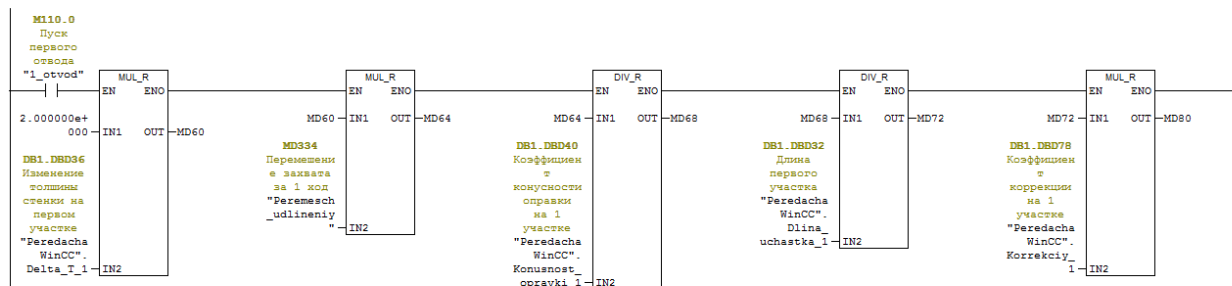 M110.0
Пуск
первого
отвода
"1_otvod"
MUL_R
EN ENO
2.000000e+
000
IN1 OUT
MD60
DB1.DBD36
Изменение
толщины
стенки на
первом
участке
"Peredacha
WinCC".
Delta_T_1
IN2
MUL_R
EN ENO
MD60
IN1 OUT
MD64
MD334
Перемещени
е захвата
за 1 ход
"Peremesch
_udlineniy
"
IN2
DIV_R
EN ENO
MD64
IN1 OUT
MD68
DB1.DBD40
Коэффициен
т
конусности
оправки
на 1
участке
"Peredacha
WinCC".
Konusnost_
opravki_1
IN2
DIV_R
EN ENO
MD68
IN1 OUT
MD72
DB1.DBD32
Длина
первого
участка
"Peredacha
WinCC".
Dlina_
uchastka_1
IN2
MUL_R
EN ENO
MD72
IN1 OUT
MD80
DB1.DBD78
Коэффициен
т
коррекции
на 1
участке
"Peredacha
WinCC".
Korrekciy_
1
IN2